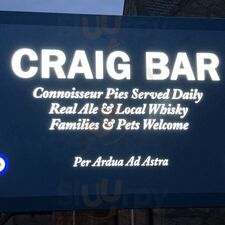 CRAIG BAR
Connoisseur Pies Served Daily
Real Ale & Local Whisky
Families & Pets Welcome
Per Ardua Ad Astra